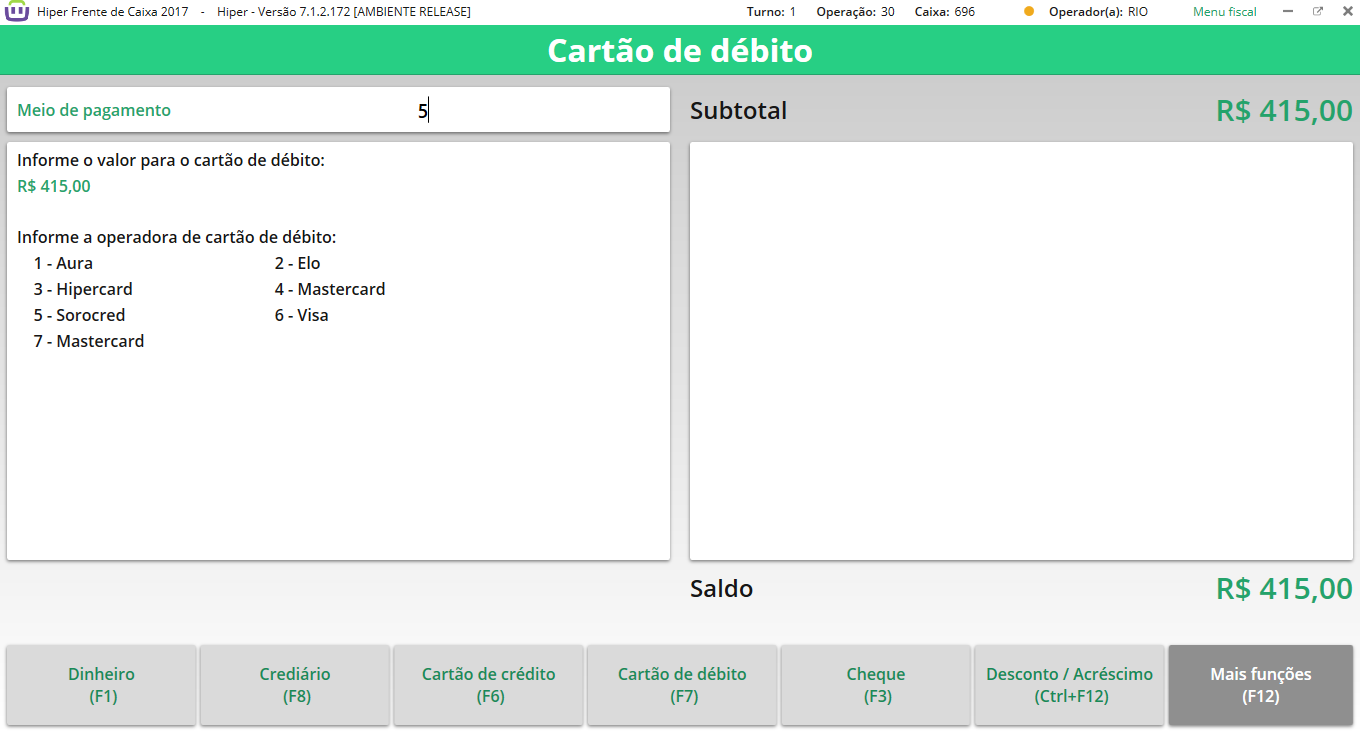 Hiper Frente de Caixa 2017 - Hiper - Versão 7.1.2.172 [AMBIENTE RELEASE] Turno: 1 Operação: 30 Caixa: 696 Operador(a): RIO Menu fiscal
Cartão de débito
Meio de pagamento 5
Subtotal R$ 415,00
Informe o valor para o cartão de débito:
R$ 415,00
Informe a operadora de cartão de débito:
1 - Aura 2 - Elo
3 - Hipercard 4 - Mastercard
5 - Sorocred 6 - Visa
7 - Mastercard
Saldo R$ 415,00
Dinheiro
(F1)
Crediário
(F8)
Cartão de crédito
(F6)
Cartão de débito
(F7)
Cheque
(F3)
Desconto / Acréscimo
(Ctrl+F12)
Mais funções
(F12)